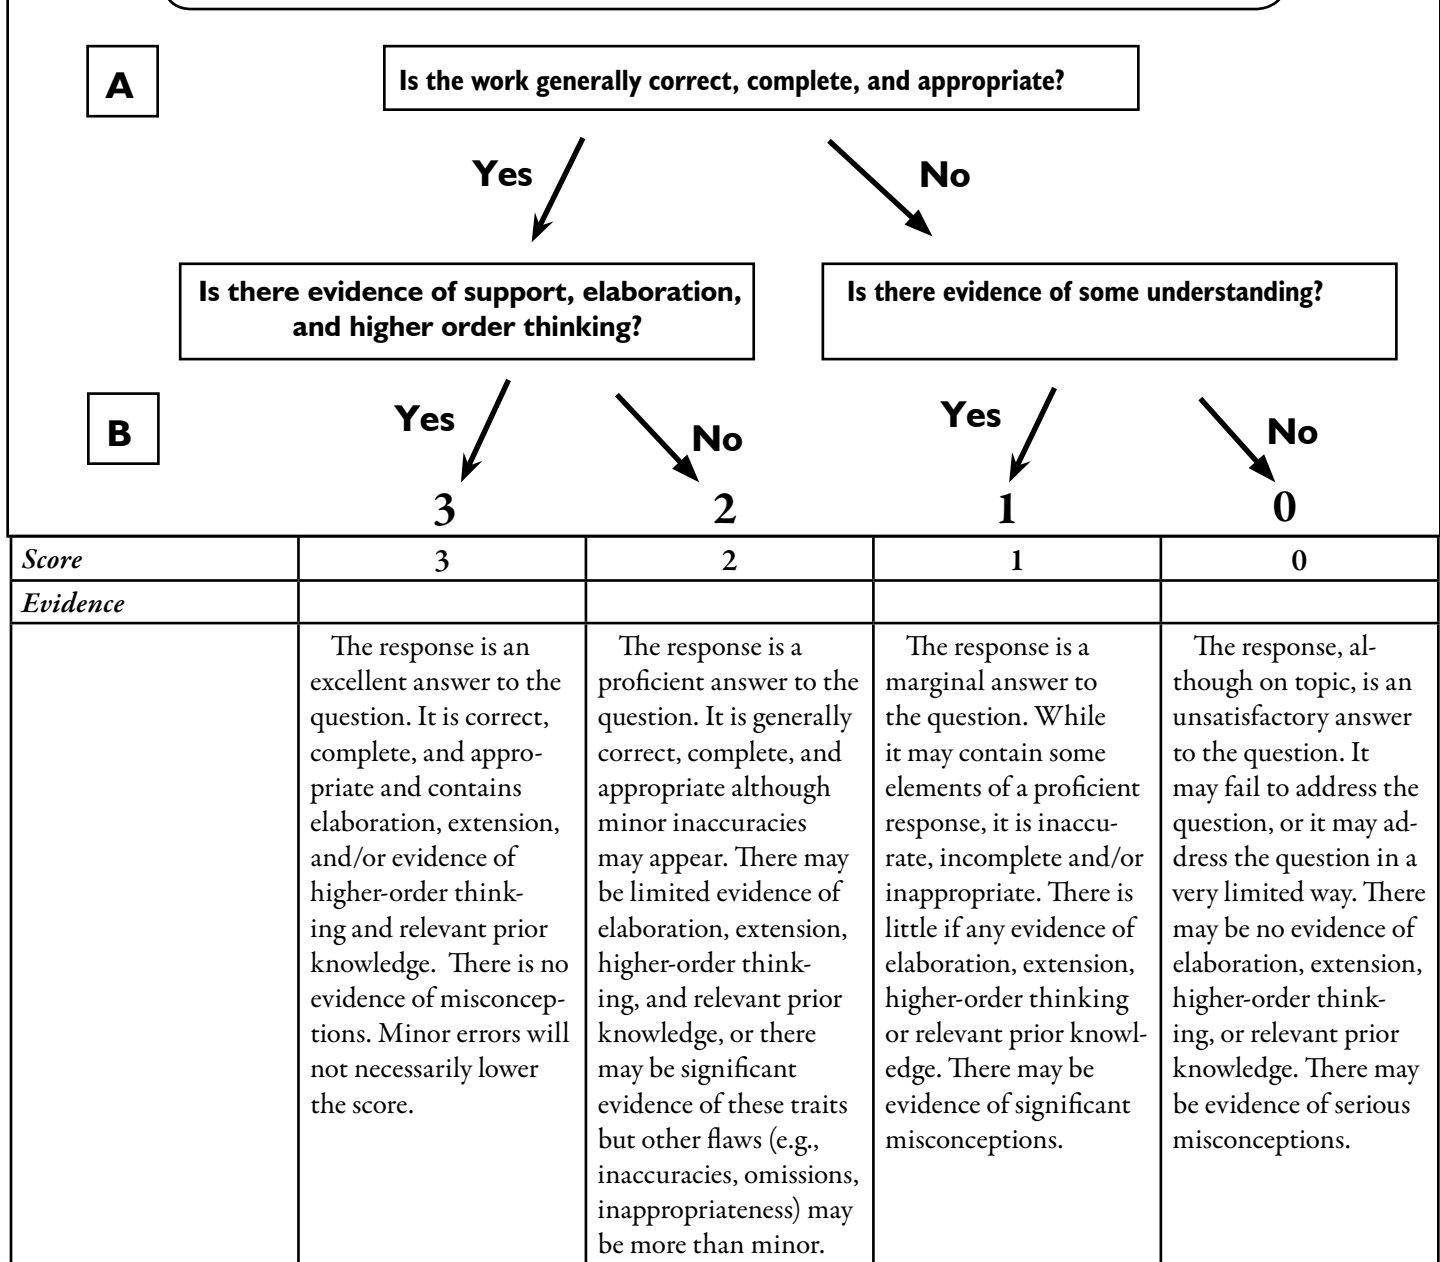 A
Is the work generally correct, complete, and appropriate?
Yes
No
Is there evidence of support, elaboration,
and higher order thinking?
Is there evidence of some understanding?
B
Yes
No
Yes
No
3
2
1
0
Score
3
2
1
0
Evidence
The response is an
excellent answer to the
question. It is correct,
complete, and appro-
priate and contains
elaboration, extension,
and/or evidence of
higher-order think-
ing and relevant prior
knowledge. There is no
evidence of misconcep-
tions. Minor errors will
not necessarily lower
the score.
The response is a
proficient answer to the
question. It is generally
correct, complete, and
appropriate although
minor inaccuracies
may appear. There may
be limited evidence of
elaboration, extension,
higher-order think-
ing, and relevant prior
knowledge, or there
may be significant
evidence of these traits
but other flaws (e.g.,
inaccuracies, omissions,
inappropriateness) may
be more than minor.
The response is a
marginal answer to
the question. While
it may contain some
elements of a proficient
response, it is inaccu-
rate, incomplete and/or
inappropriate. There is
little if any evidence of
elaboration, extension,
higher-order thinking
or relevant prior knowl-
edge. There may be
evidence of significant
misconceptions.
The response, al-
though on topic, is an
unsatisfactory answer
to the question. It
may fail to address the
question, or it may ad-
dress the question in a
very limited way. There
may be no evidence of
elaboration, extension,
higher-order think-
ing, or relevant prior
knowledge. There may
be evidence of serious
misconceptions.